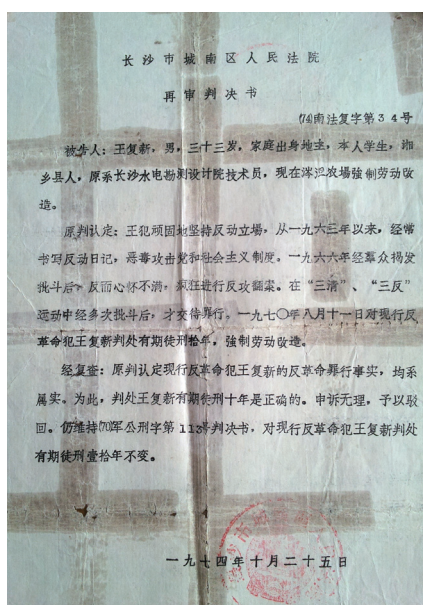 长沙市城南区人民法院
再审判决书
(74)南法复字第34号
被告人：王复新，男，三十三岁，家庭出身地主，本人学生，湘
乡县人，原系长沙水电勘测设计院技术员，现在洣江农場強制劳动改
造。
原判认定：王犯顽固地坚持反动立場，从一九六三年以来，经常
书写反动日记，恶毒攻击党和社会主义制度。一九六六年经羣众揭发
批斗后，反而心怀不满，疯狂进行反攻翻案。在“三清”、“三反”
运动中经多次批斗后，才交待罪行。一九七〇年八月十一日对现行反
革命犯王复新判处有期徒刑拾年，強制劳动改造。
经复查：原判认定现行反革命犯王复新的反革命罪行事实，均系
属实。为此，判处王复新有期徒刑十年是正确的。申诉无理，予以驳
回。仍维持(70)军公刑字第113号判决书，对现行反革命犯王复新判处
有期徒刑壹拾年不变。
一九七四年十月二十五日